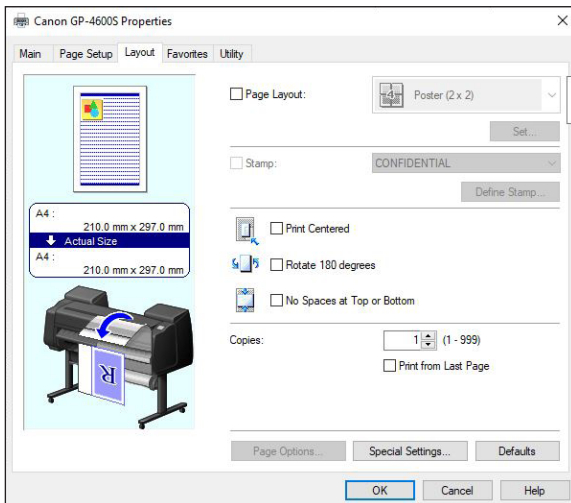 Canon GP-4600S Properties
Main Page Setup Layout Favorites Utility
Page Layout:
4
Poster (2 x 2)
Set...
Stamp:
CONFIDENTIAL
Define Stamp...
A4 :
210.0 mm x 297.0 mm
Actual Size
A4 :
210.0 mm x 297.0 mm
Print Centered
Rotate 180 degrees
No Spaces at Top or Bottom
Copies:
1 (1 - 999)
Print from Last Page
R
Page Options... Special Settings... Defaults
OK Cancel Help